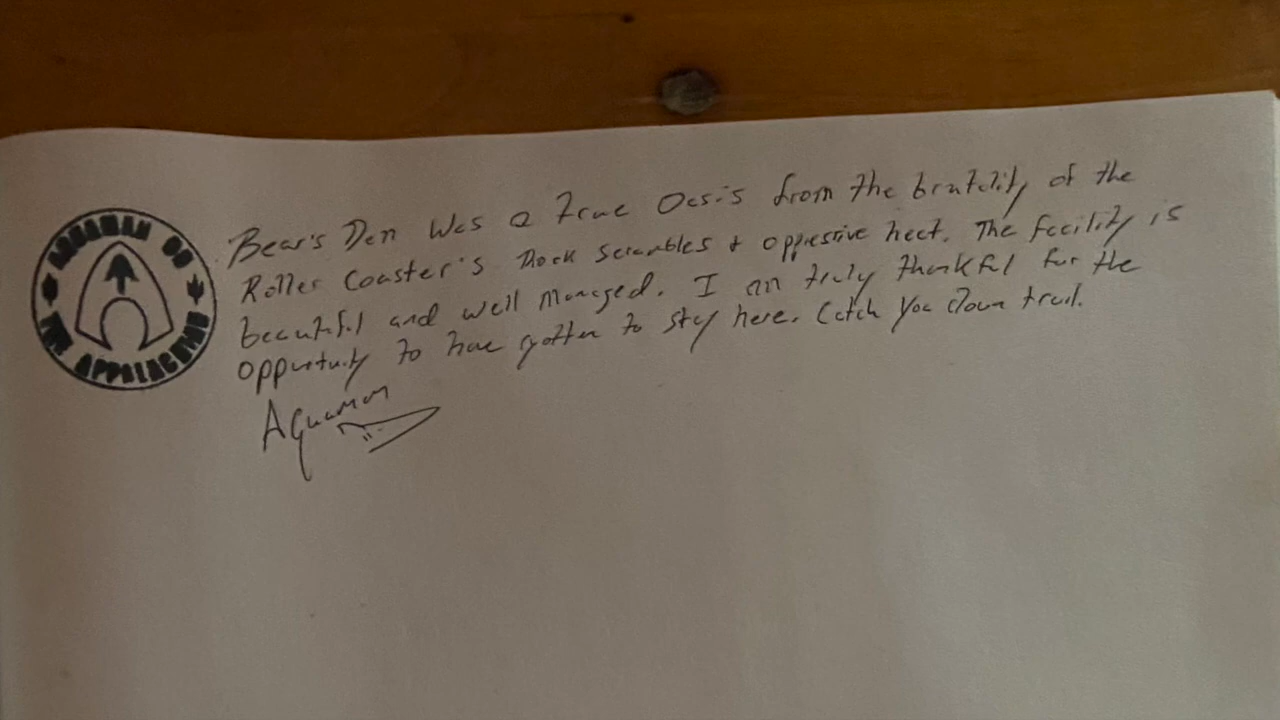 AQUAMAN ON
THE APPALACHIANS
Bear's Den Was a True Oasis from the brutality of the
Roller Coaster's Rock Scrambles + oppressive heat. The facility is
beautiful and well managed. I am truly thankful for the
opportunity to have gotten to stay here. Catch you down trail.
Aquaman